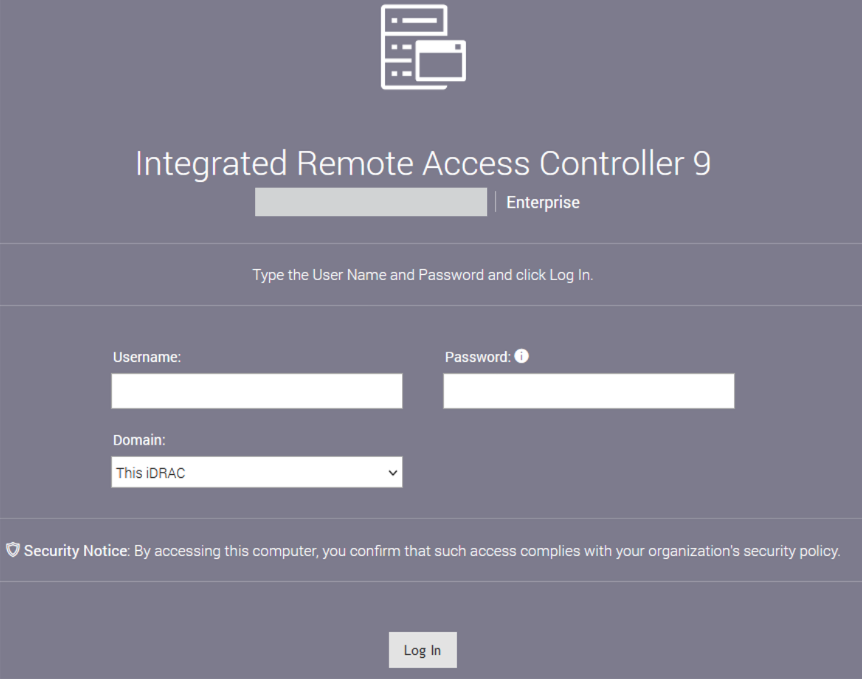 Integrated Remote Access Controller 9
Enterprise
Type the User Name and Password and click Log In.
Username:
Password:
Domain:
This iDRAC
Security Notice: By accessing this computer, you confirm that such access complies with your organization's security policy.
Log In